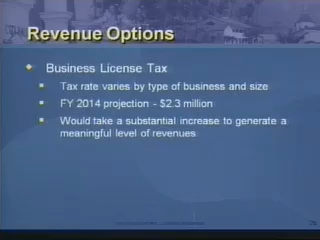 Revenue Options
Business License Tax
Tax rate varies by type of business and size
FY 2014 projection - $2.3 million
Would take a substantial increase to generate a
meaningful level of revenues